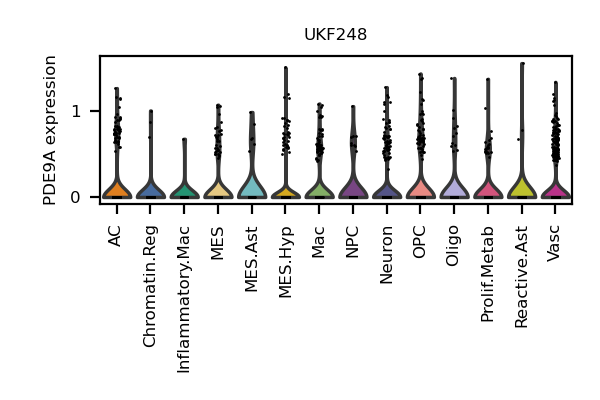 UKF248
PDE9A expression
1
0
AC
Chromatin.Reg
Inflammatory.Mac
MES
MES.Ast
MES.Hyp
Mac
NPC
Neuron
OPC
Oligo
Prolif.Metab
Reactive.Ast
Vasc